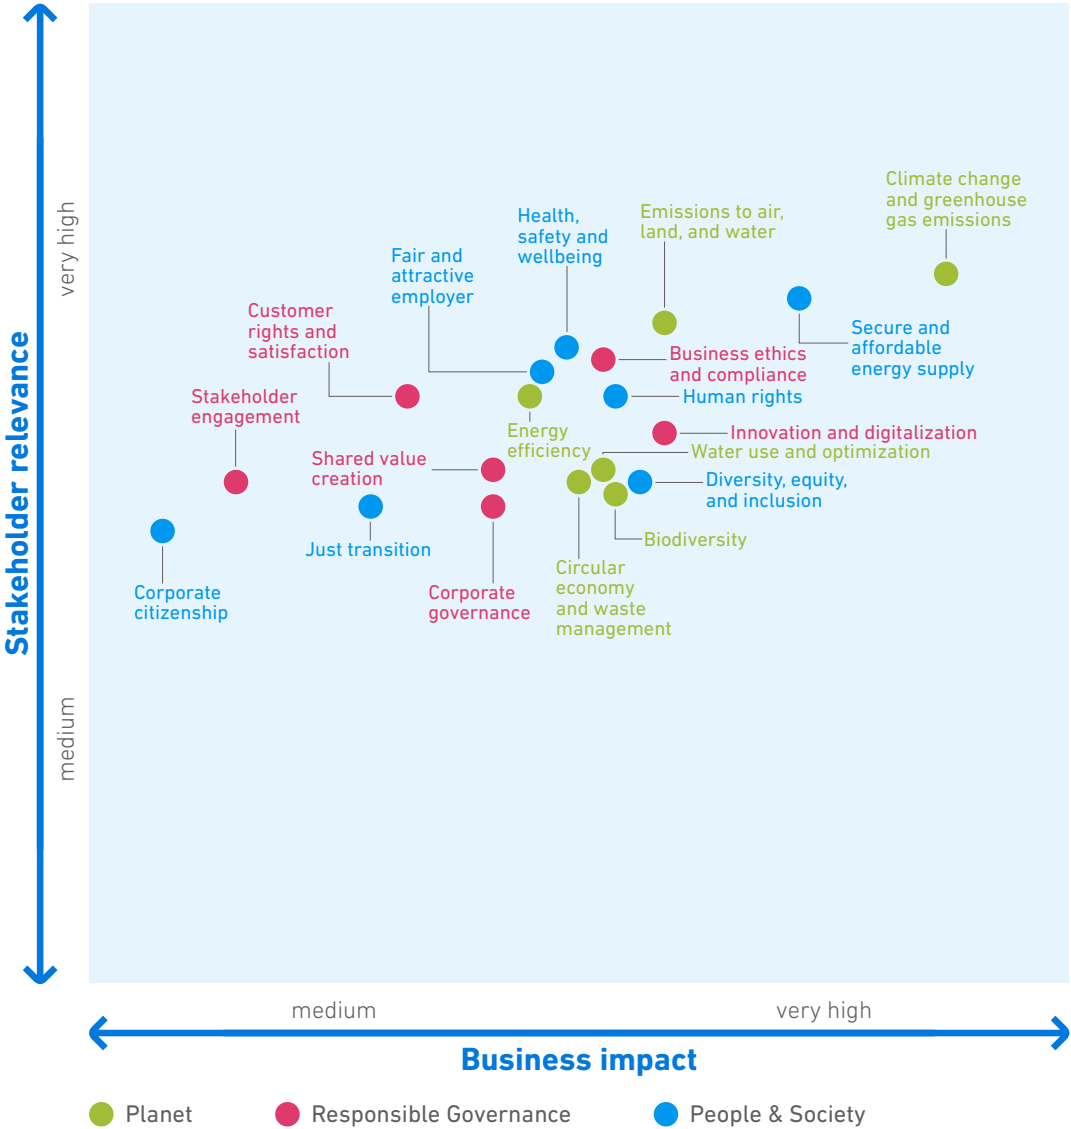 Climate change
and greenhouse
gas emissions
Emissions to air,
land, and water
Health,
safety and
wellbeing
Fair and
attractive
employer
Customer
rights and
satisfaction
Secure and
affordable
energy supply
Business ethics
and compliance
Human rights
Stakeholder
engagement
Energy
efficiency
Innovation and digitalization
Water use and optimization
Shared value
creation
Diversity, equity,
and inclusion
Just transition
Biodiversity
Circular
economy
and waste
management
Corporate
citizenship
Corporate
governance
very high
Stakeholder relevance
medium
medium
very high
Business impact
Planet
Responsible Governance
People & Society